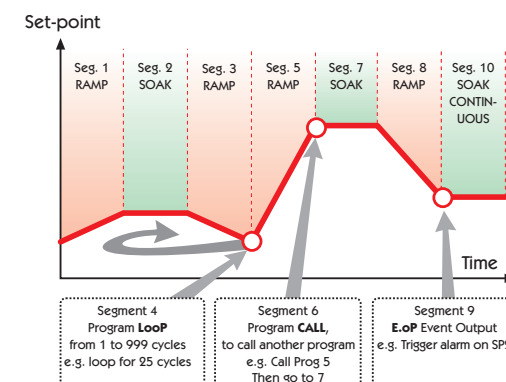 Set-point
Seg. 1
RAMP
Seg. 2
SOAK
Seg. 3
RAMP
Seg. 5
RAMP
Seg. 7
SOAK
Seg. 8
RAMP
Seg. 10
SOAK
CONTIN-
UOUS
Time
Segment 4
Program LooP
from 1 to 999 cycles
e.g. loop for 25 cycles
Segment 6
Program CALL,
to call another program
e.g. Call Prog 5
Then go to 7
Segment 9
E.oP Event Output
e.g. Trigger alarm on